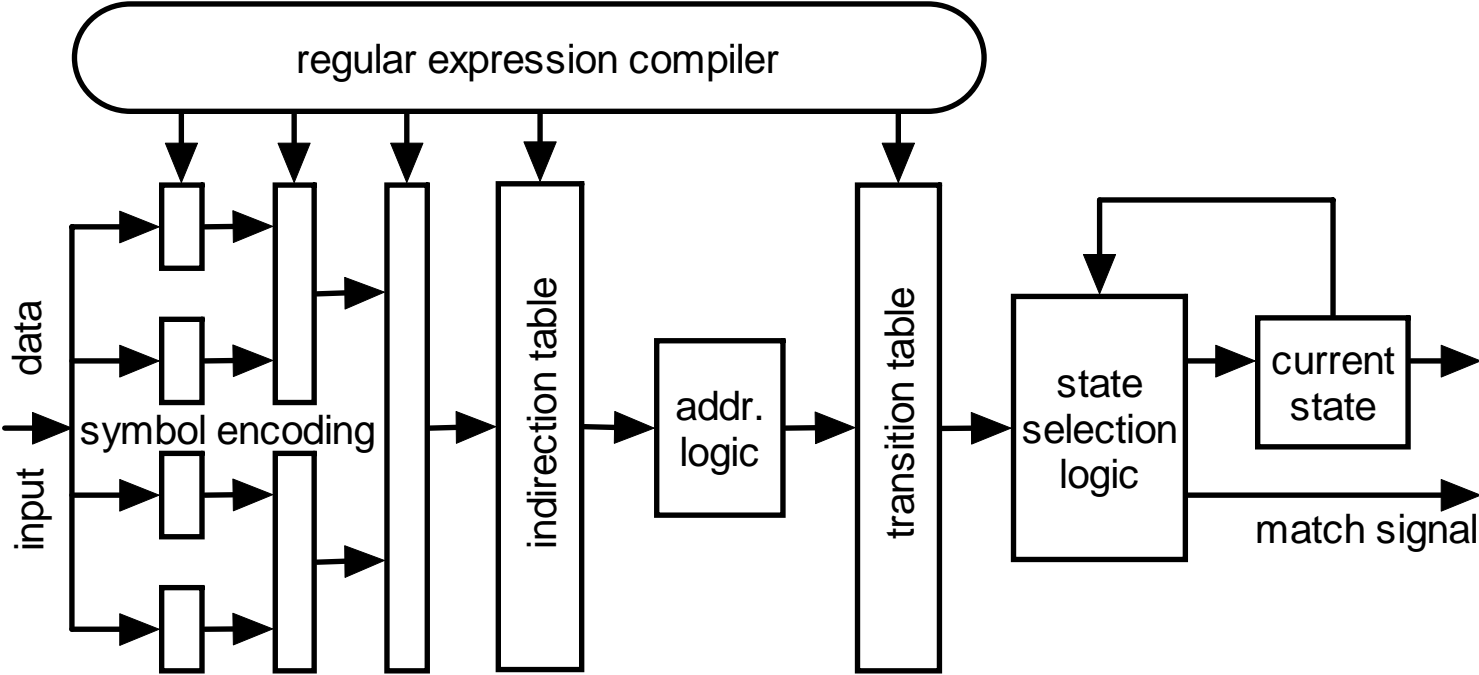 regular expression compiler
input data
symbol encoding
indirection table
addr.
logic
transition table
state
selection
logic
current
state
match signal